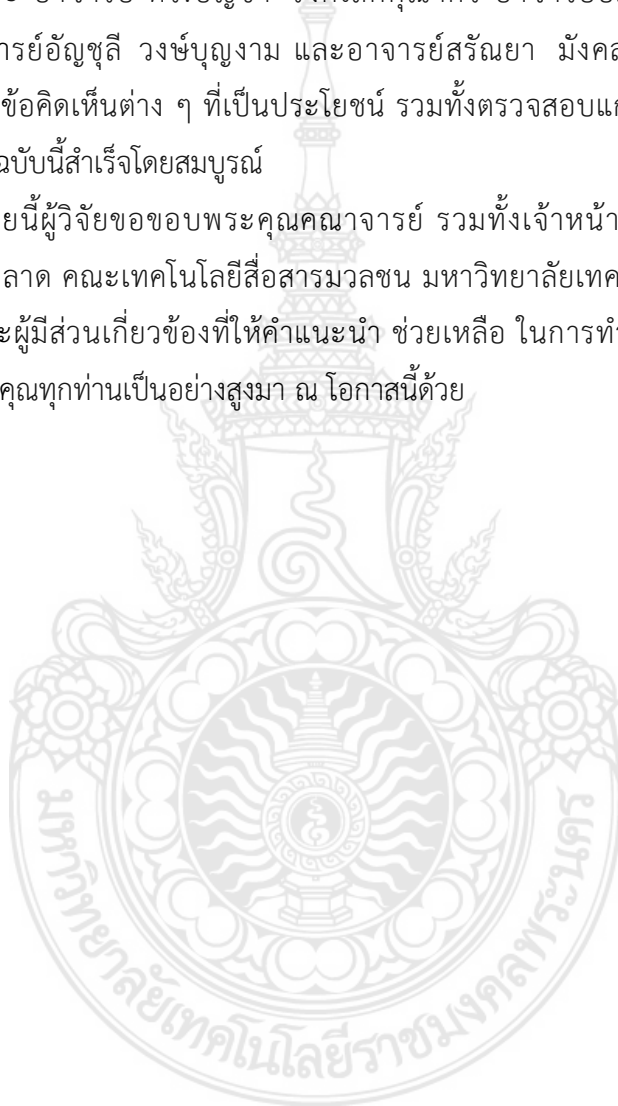 รย์อัญชุลี วงษ์บุญงาม และอาจารย์สรัณยา
ข้อคิดเห็นต่าง ๆ ที่เป็นประโยชน์ รวมทั้งตรวจสอบ
ฉบับนี้สำเร็จโดยสมบูรณ์
ยนี้ผู้วิจัยขอขอบพระคุณคณาจารย์ รวมทั้งเจ้าหน้า
ลาด คณะเทคโนโลยีสื่อสารมวลชน มหาวิทยาลัยเทค
ะผู้มีส่วนเกี่ยวข้องที่ให้คำแนะนำ ช่วยเหลือ ในการทำ
คุณทุกท่านเป็นอย่างสูงมา ณ โอกาสนี้ด้วย
มหาวิทยาลัยเทคโนโลยีราชมงคลพระนคร